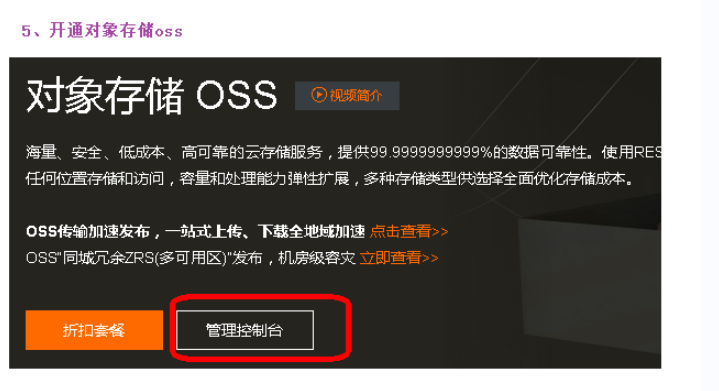 5、开通对象存储oss
对象存储 OSS
视频简介
海量、安全、低成本、高可靠的云存储服务，提供99.9999999999%的数据可靠性。使用RES
任何位置存储和访问，容量和处理能力弹性扩展，多种存储类型供选择全面优化存储成本。
OSS传输加速发布，一站式上传、下载全地域加速 点击查看>>
OSS“同城冗余ZRS(多可用区)”发布，机房级容灾 立即查看>>
折扣套餐
管理控制台